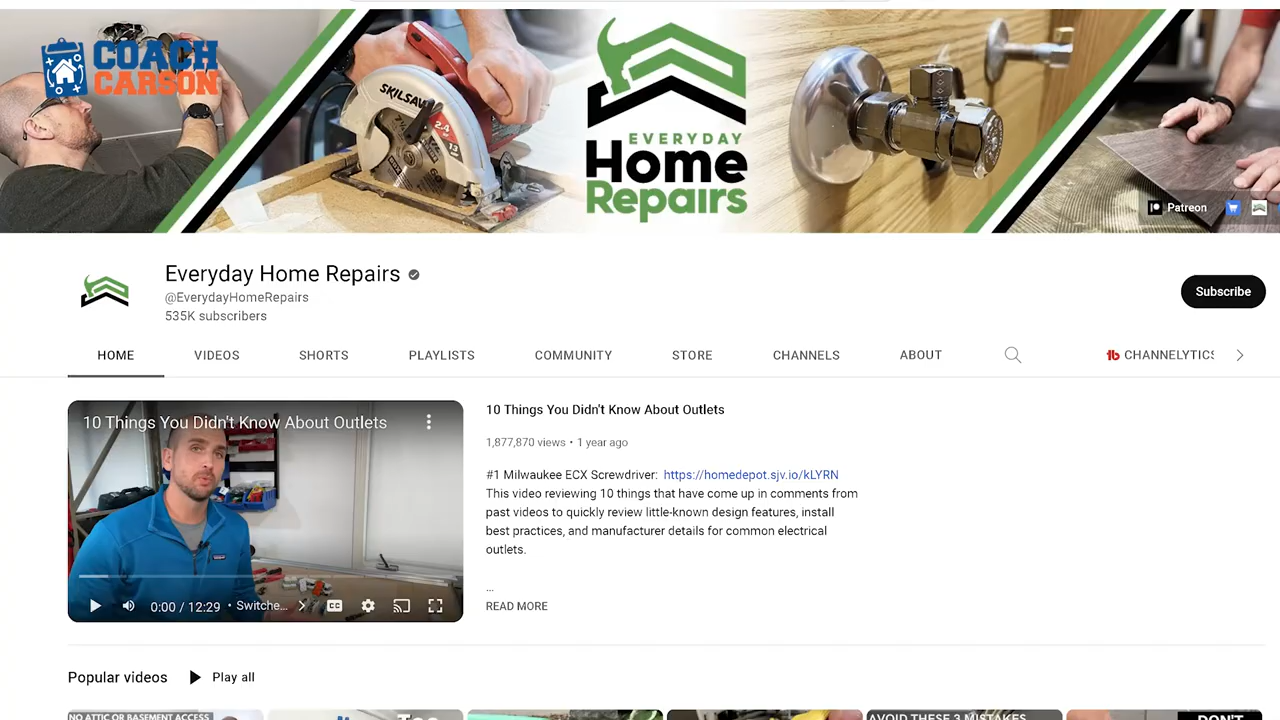 COACH
CARSON
SKILSAW
EVERYDAY
Home
Repairs
Patreon
Everyday Home Repairs
@EverydayHomeRepairs
535K subscribers
Subscribe
HOME VIDEOS SHORTS PLAYLISTS COMMUNITY STORE CHANNELS ABOUT CHANNELYTICS
10 Things You Didn't Know About Outlets
0:00 / 12:29 • Switche...
CC
10 Things You Didn't Know About Outlets
1,877,870 views • 1 year ago
#1 Milwaukee ECX Screwdriver: https://homedepot.sjv.io/kLYRN
This video reviewing 10 things that have come up in comments from
past videos to quickly review little-known design features, install
best practices, and manufacturer details for common electrical
outlets.
...
READ MORE
Popular videos Play all
NO ATTIC OR BASEMENT ACCESS
Too
AVOID THESE 3 MISTAKES
DON'T